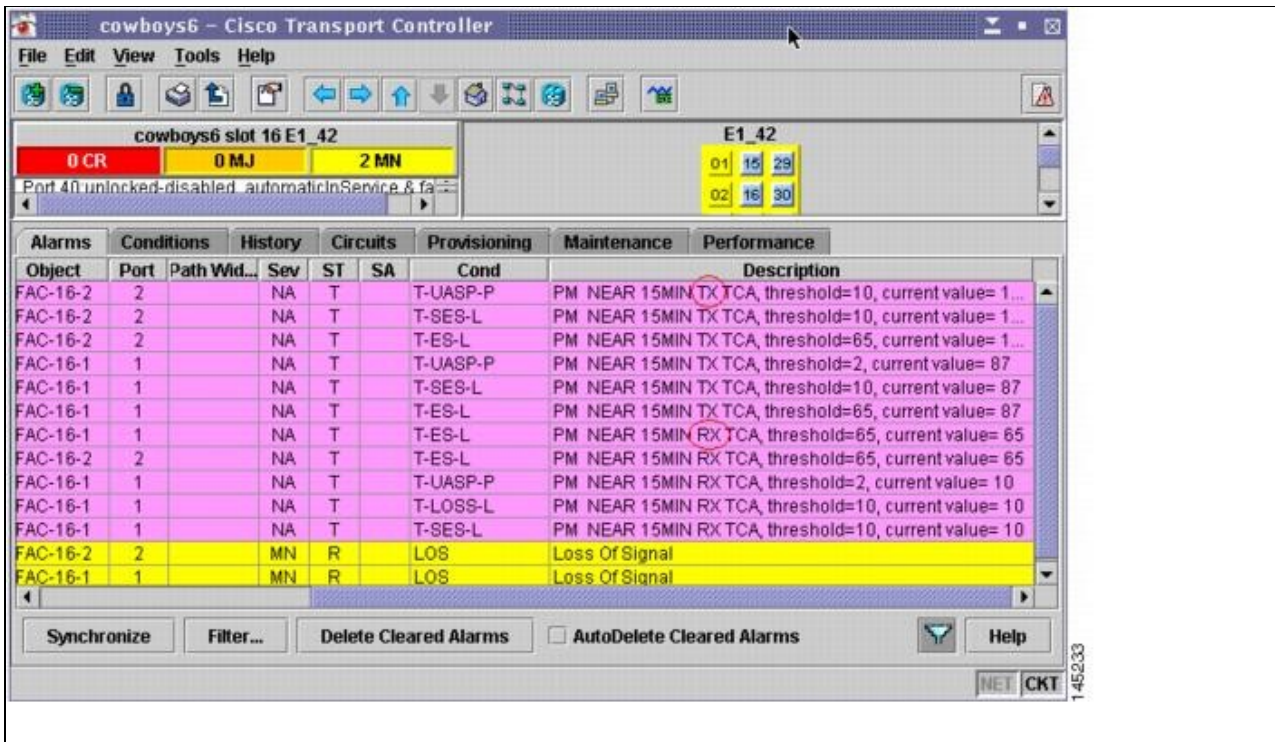 cowboys6 – Cisco Transport Controller
File Edit View Tools Help
cowboys6 slot 16 E1_42
0 CR 0 MJ 2 MN
Port 40:unlocked-disabled, automaticInService & fa
E1_42
01 15 29
02 16 30
Alarms Conditions History Circuits Provisioning Maintenance Performance
Object Port Path Wid... Sev ST SA Cond Description
FAC-16-2 2 NA T T-UASP-P PM NEAR 15MIN TX TCA, threshold=10, current value= 1...
FAC-16-2 2 NA T T-SES-L PM NEAR 15MIN TX TCA, threshold=10, current value= 1...
FAC-16-2 2 NA T T-ES-L PM NEAR 15MIN TX TCA, threshold=65, current value= 1...
FAC-16-1 1 NA T T-UASP-P PM NEAR 15MIN TX TCA, threshold=2, current value= 87
FAC-16-1 1 NA T T-SES-L PM NEAR 15MIN TX TCA, threshold=10, current value= 87
FAC-16-1 1 NA T T-ES-L PM NEAR 15MIN TX TCA, threshold=65, current value= 87
FAC-16-1 1 NA T T-ES-L PM NEAR 15MIN RX TCA, threshold=65, current value= 65
FAC-16-2 2 NA T T-ES-L PM NEAR 15MIN RX TCA, threshold=65, current value= 65
FAC-16-1 1 NA T T-UASP-P PM NEAR 15MIN RX TCA, threshold=2, current value= 10
FAC-16-1 1 NA T T-LOSS-L PM NEAR 15MIN RX TCA, threshold=10, current value= 10
FAC-16-1 1 NA T T-SES-L PM NEAR 15MIN RX TCA, threshold=10, current value= 10
FAC-16-2 2 MN R LOS Loss Of Signal
FAC-16-1 1 MN R LOS Loss Of Signal
Synchronize Filter... Delete Cleared Alarms AutoDelete Cleared Alarms Help
NET CKT
145233